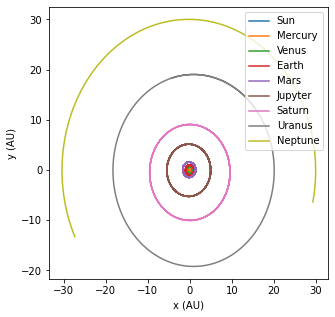 30
20
10
0
−10
−20
y (AU)
−30
−20
−10
0
10
20
30
x (AU)
Sun
Mercury
Venus
Earth
Mars
Jupyter
Saturn
Uranus
Neptune